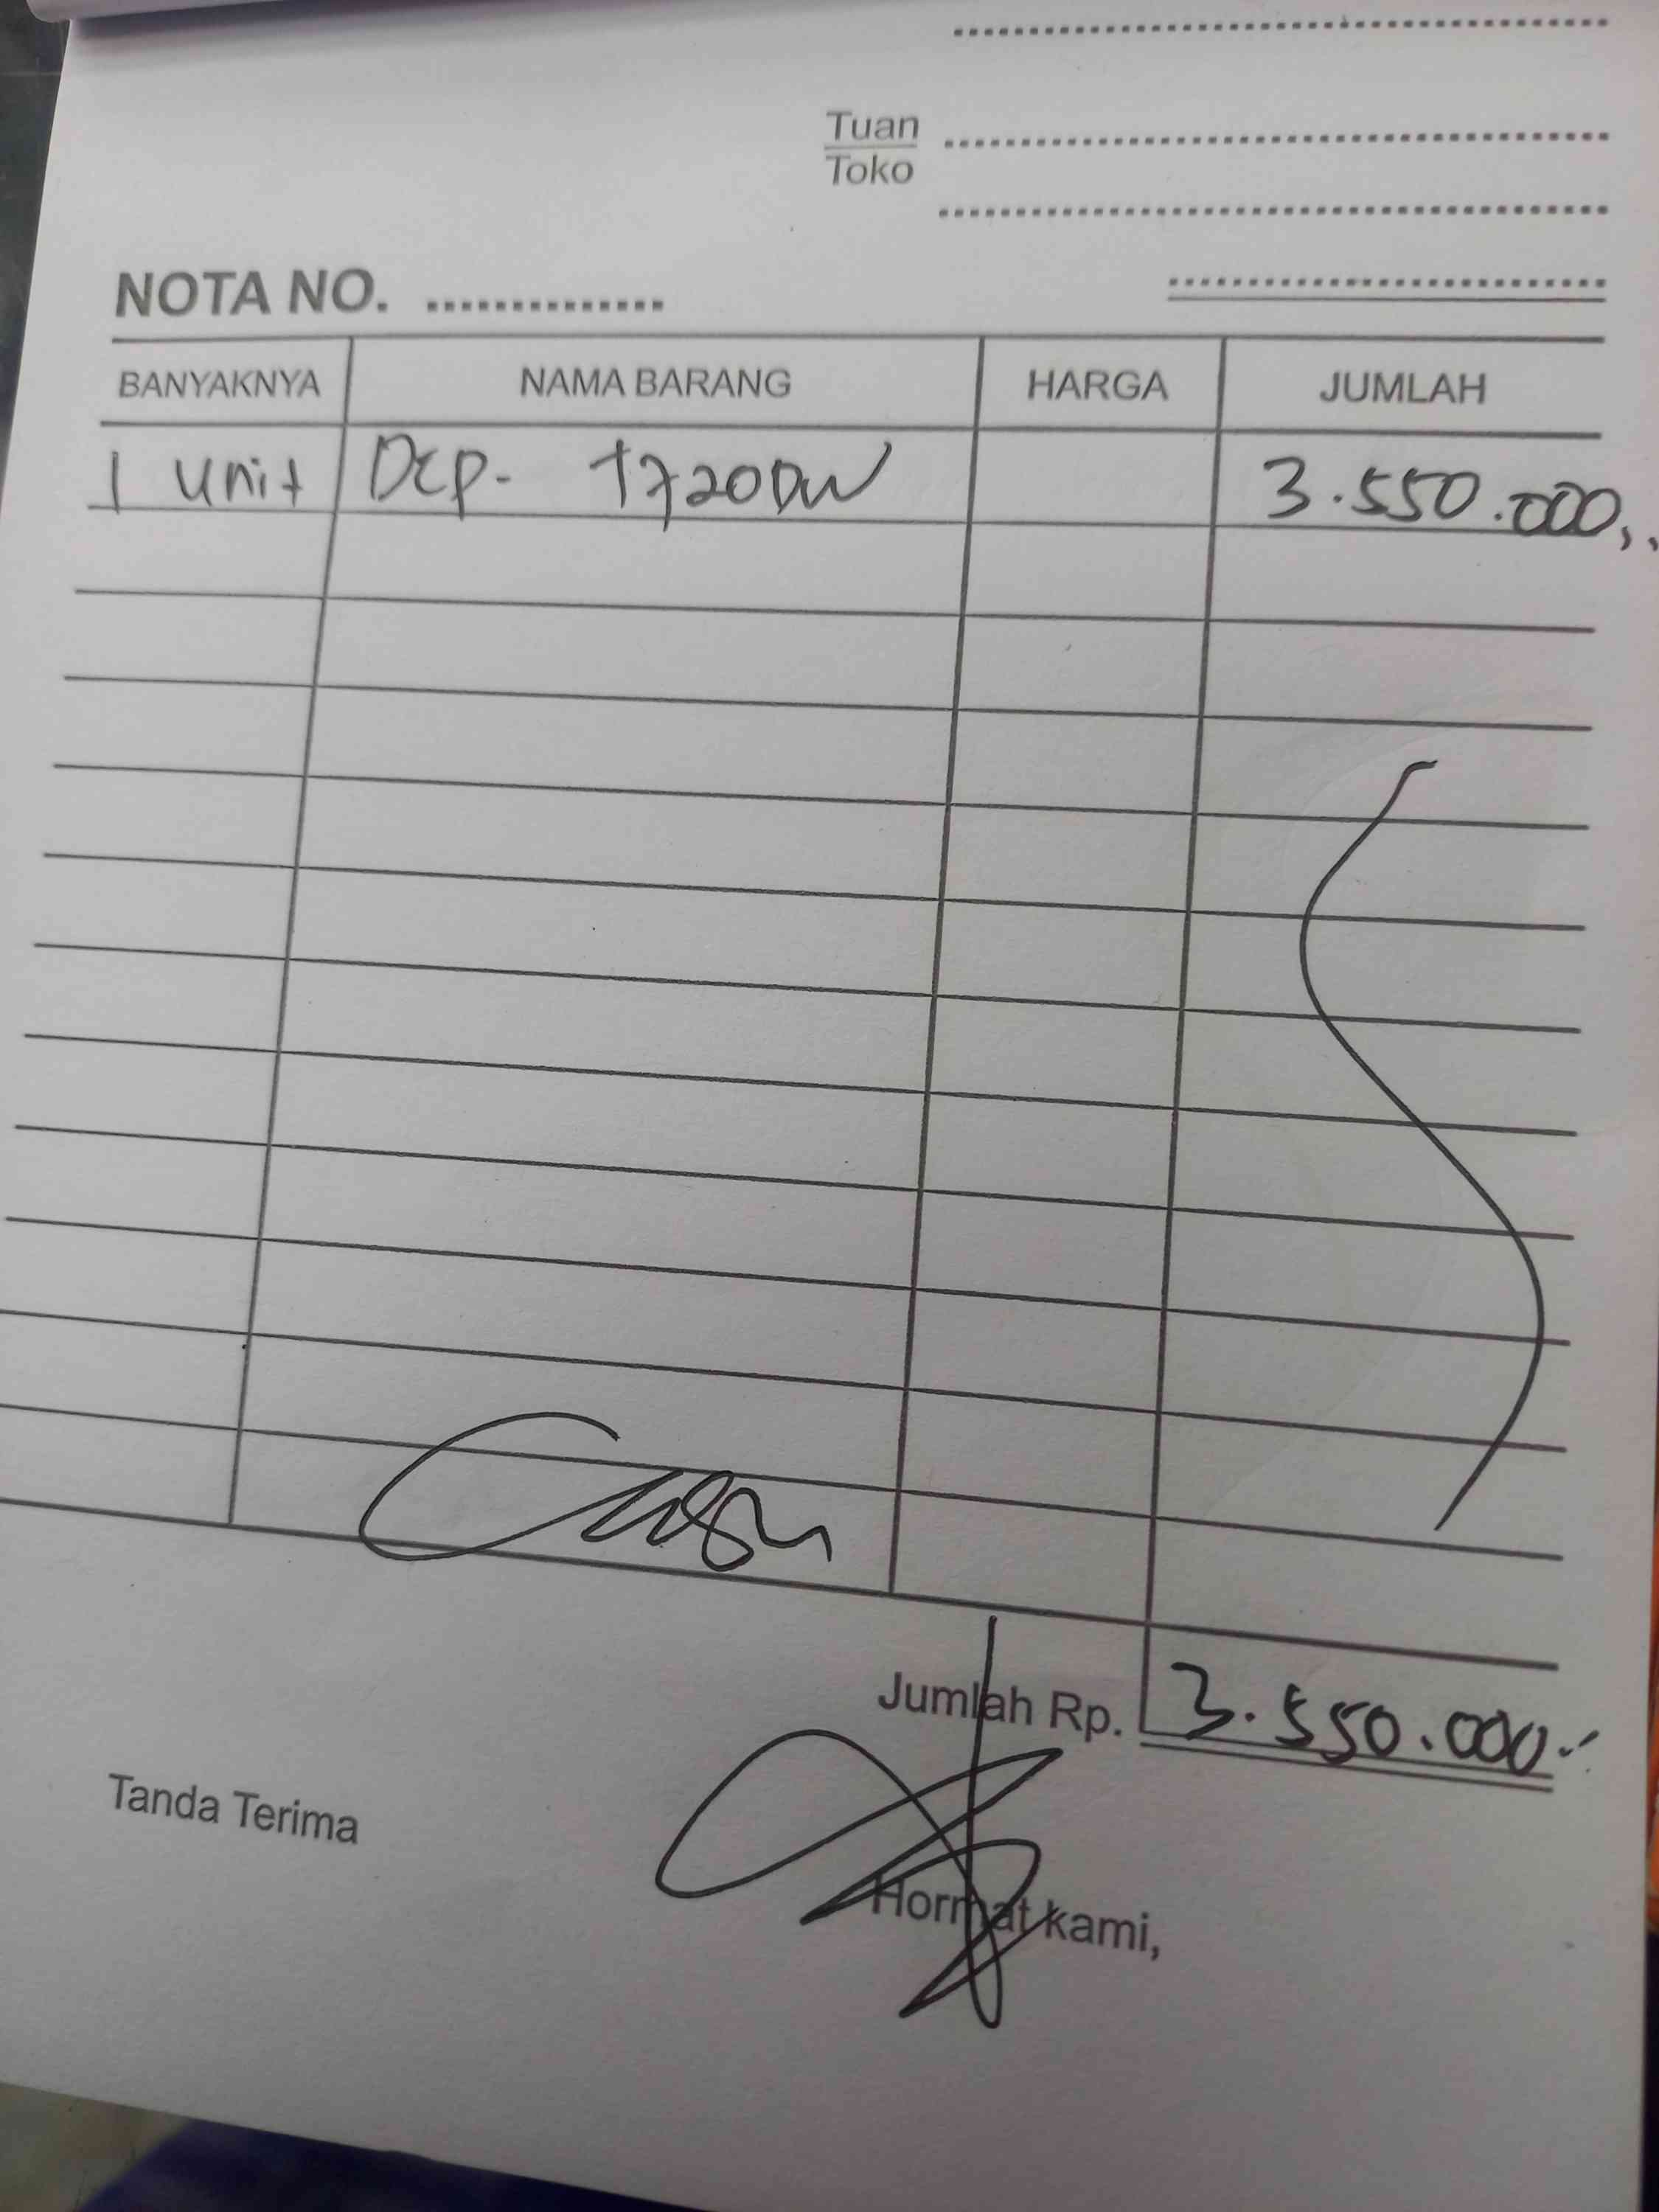 Tuan
Toko
NOTA NO. ..............
BANYAKNYA NAMA BARANG HARGA JUMLAH
1 Unit DCP- T720DW 3.550.000,,
Cash
Jumlah Rp. 3.550.000.-
Tanda Terima
Hormat kami,